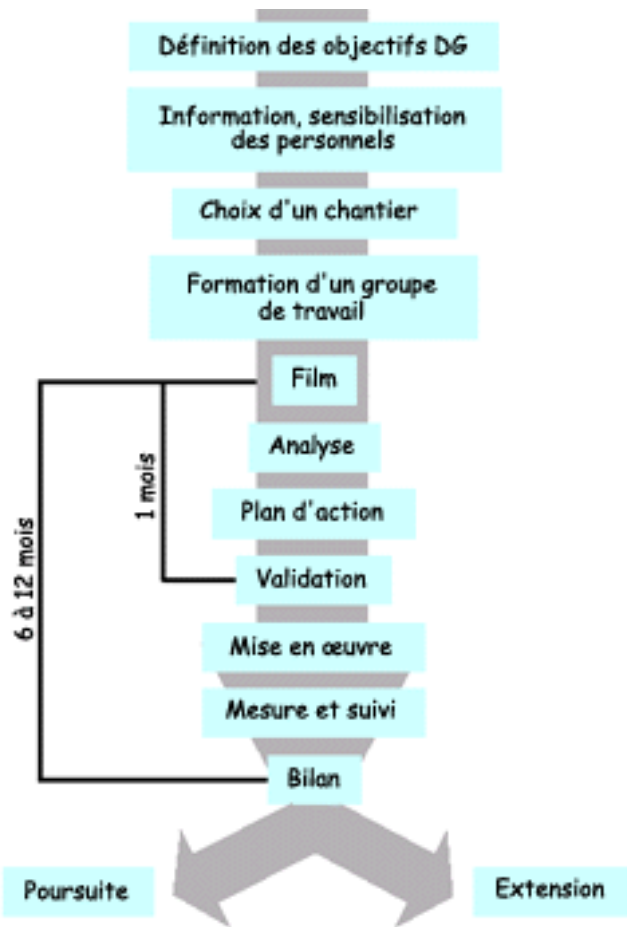 Définition des objectifs DG
Information, sensibilisation
des personnels
Choix d'un chantier
Formation d'un groupe
de travail
Film
Analyse
Plan d'action
Validation
Mise en œuvre
Mesure et suivi
Bilan
1 mois
6 à 12 mois
Poursuite
Extension